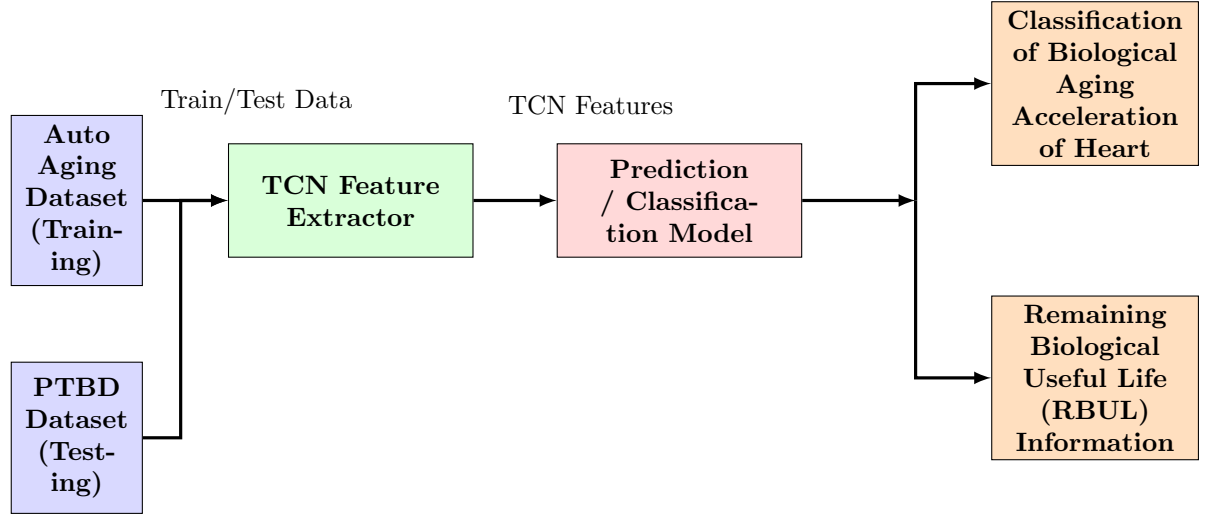 Train/Test Data
TCN Features
Auto
Aging
Dataset
(Train-
ing)
PTBD
Dataset
(Test-
ing)
TCN Feature
Extractor
Prediction
/ Classifica-
tion Model
Classification
of Biological
Aging
Acceleration
of Heart
Remaining
Biological
Useful Life
(RBUL)
Information